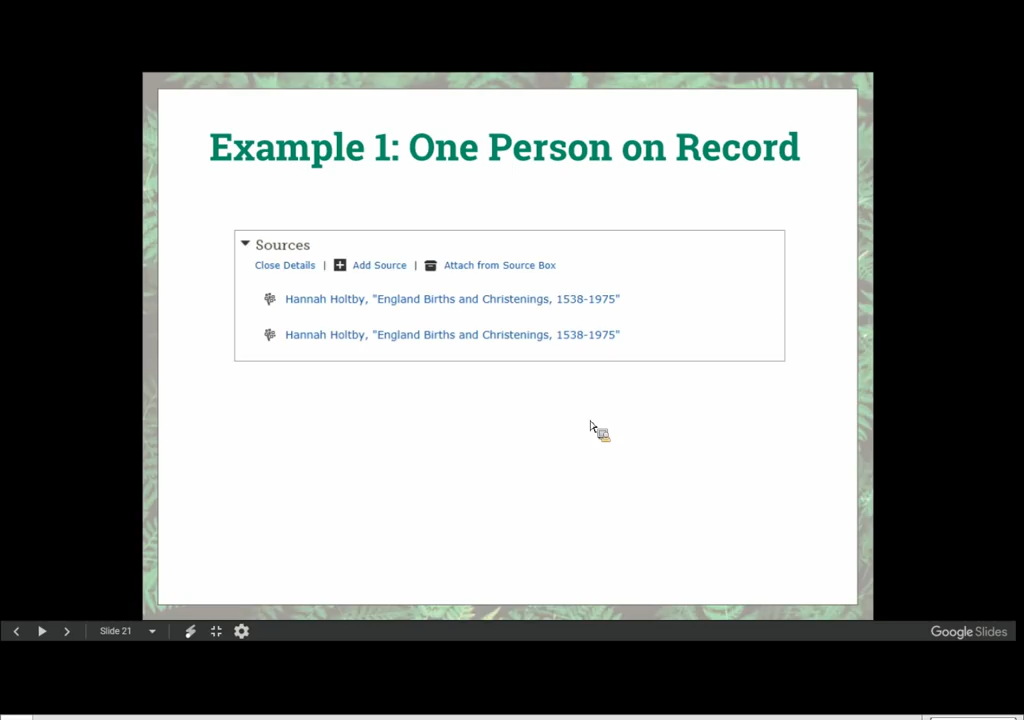 Example 1: One Person on Record
Sources
Close Details | Add Source | Attach from Source Box
Hannah Holtby, "England Births and Christenings, 1538-1975"
Hannah Holtby, "England Births and Christenings, 1538-1975"
Slide 21
Google Slides